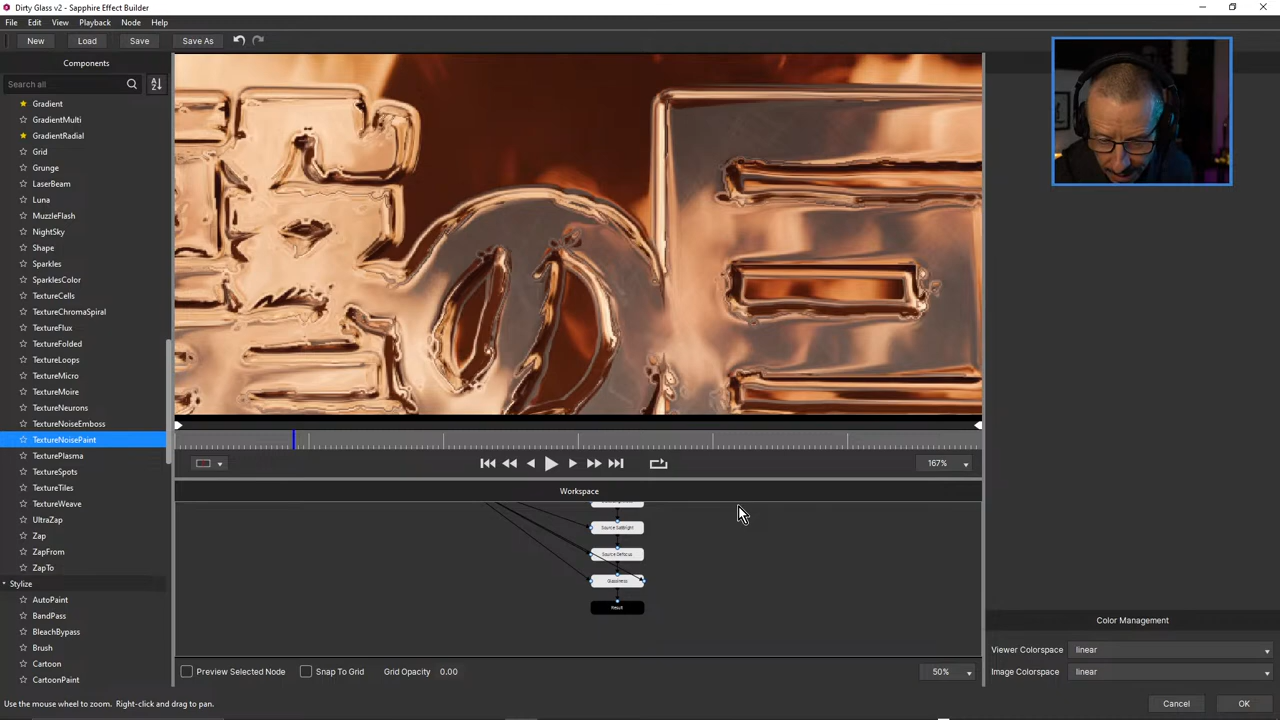 Dirty Glass v2 - Sapphire Effect Builder
File Edit View Playback Node Help
New Load Save Save As
Components
Search all
Gradient
GradientMulti
GradientRadial
Grid
Grunge
LaserBeam
Luna
MuzzleFlash
NightSky
Shape
Sparkles
SparklesColor
TextureCells
TextureChromaSpiral
TextureFlux
TextureFolded
TextureLoops
TextureMicro
TextureMoire
TextureNeurons
TextureNoiseEmboss
TextureNoisePaint
TexturePlasma
TextureSpots
TextureTiles
TextureWeave
UltraZap
Zap
ZapFrom
ZapTo
Stylize
AutoPaint
BandPass
BleachBypass
Brush
Cartoon
CartoonPaint
167%
Workspace
Source Defocus
Glassiness
Result
Preview Selected Node Snap To Grid Grid Opacity 0.00 50%
Color Management
Viewer Colorspace linear
Image Colorspace linear
Use the mouse wheel to zoom. Right-click and drag to pan.
Cancel OK